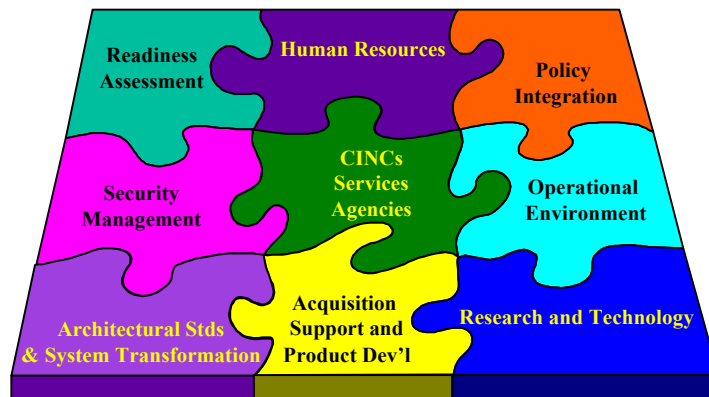 Readiness
Assessment
Human Resources
Policy
Integration
Security
Management
CINCs
Services
Agencies
Operational
Environment
Architectural Stds
& System Transformation
Acquisition
Support and
Product Dev'l
Research and Technology